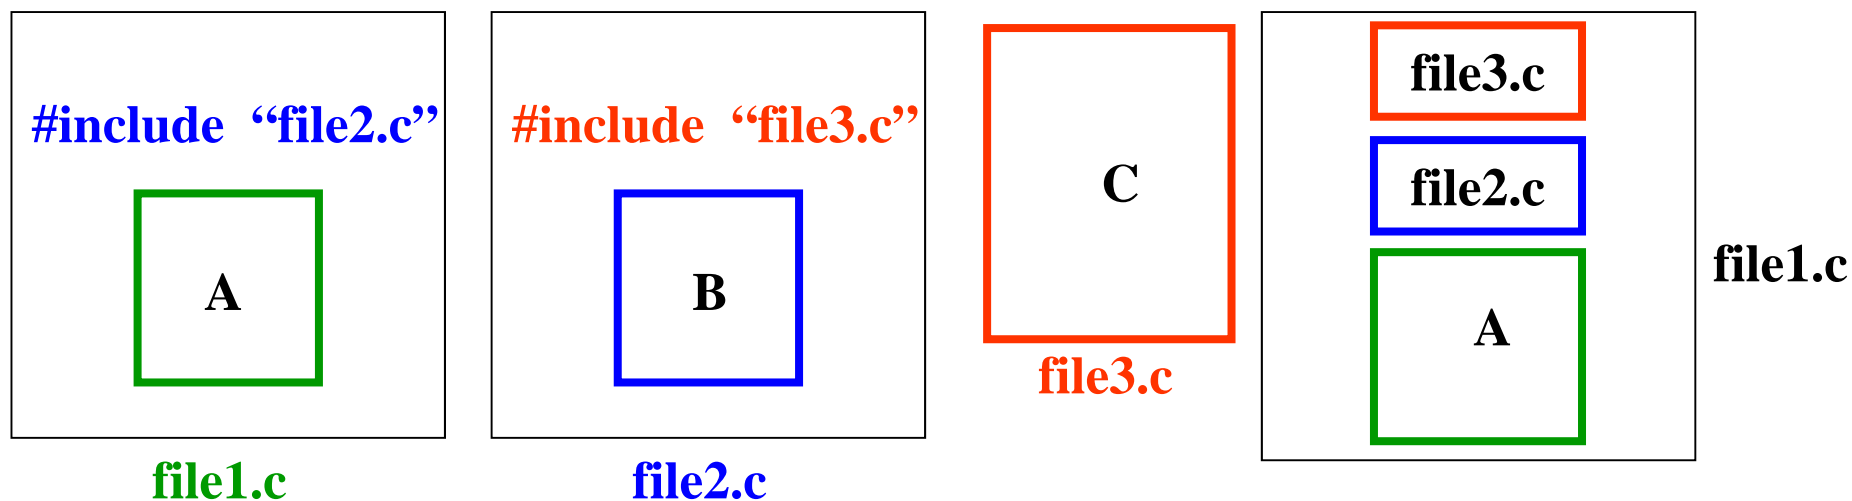 #include “file2.c”
A
file1.c
#include “file3.c”
B
file2.c
C
file3.c
file3.c
file2.c
A
file1.c